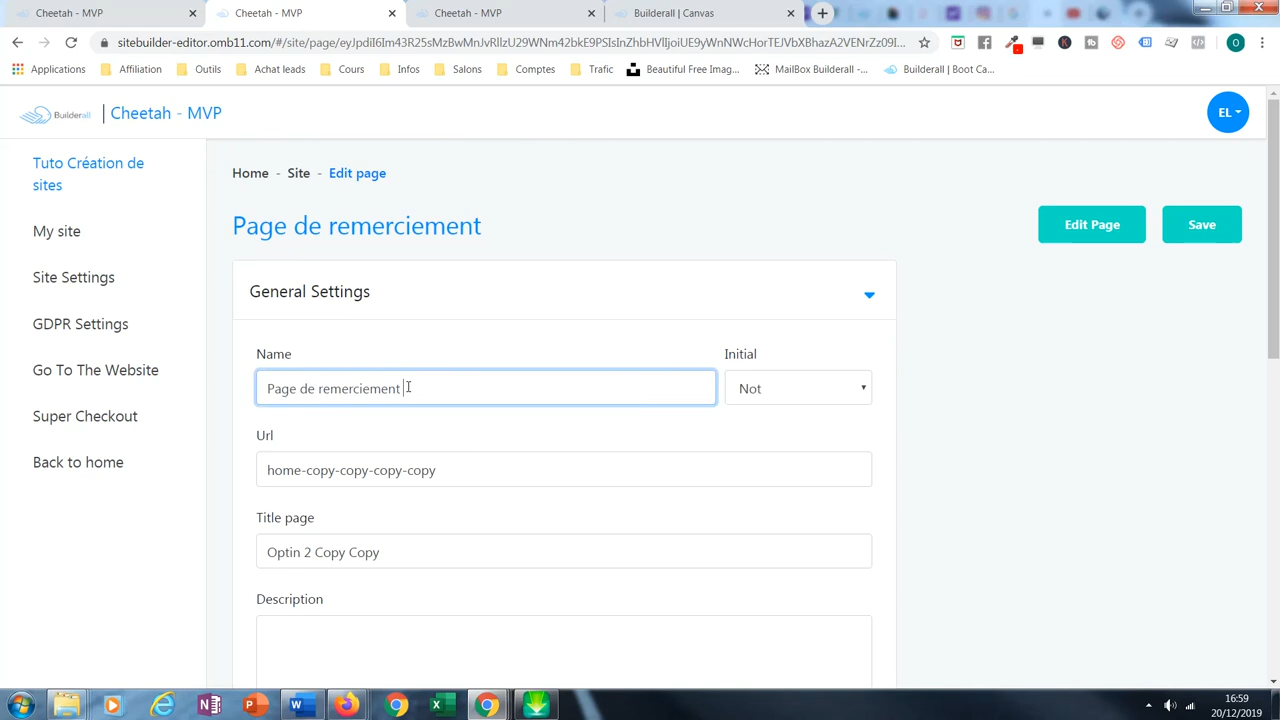 Cheetah - MVP
Cheetah - MVP
Cheetah - MVP
Builderall | Canvas
Applications
Affiliation
Outils
Achat leads
Cours
Infos
Salons
Comptes
Trafic
Beautiful Free Imag...
MailBox Builderall -...
Builderall | Boot Ca...
Builderall
Cheetah - MVP
EL
Tuto Création de
sites
My site
Site Settings
GDPR Settings
Go To The Website
Super Checkout
Back to home
Home - Site - Edit page
Page de remerciement
Edit Page
Save
General Settings
Name
Initial
Page de remerciement
Not
Url
home-copy-copy-copy-copy
Title page
Optin 2 Copy Copy
Description
16:59
20/12/2019